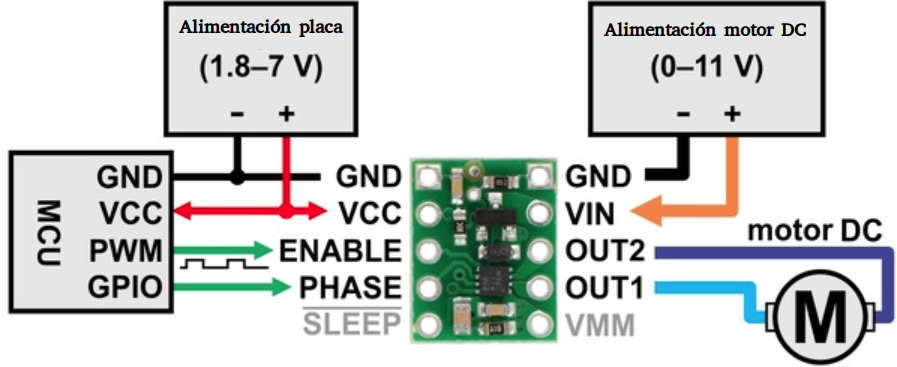 Alimentación placa
(1.8–7 V)
- +
Alimentación motor DC
(0–11 V)
- +
MCU
GND
VCC
PWM
GPIO
GND
VCC
ENABLE
PHASE
SLEEP
GND
VIN
OUT2
OUT1
VMM
motor DC
M